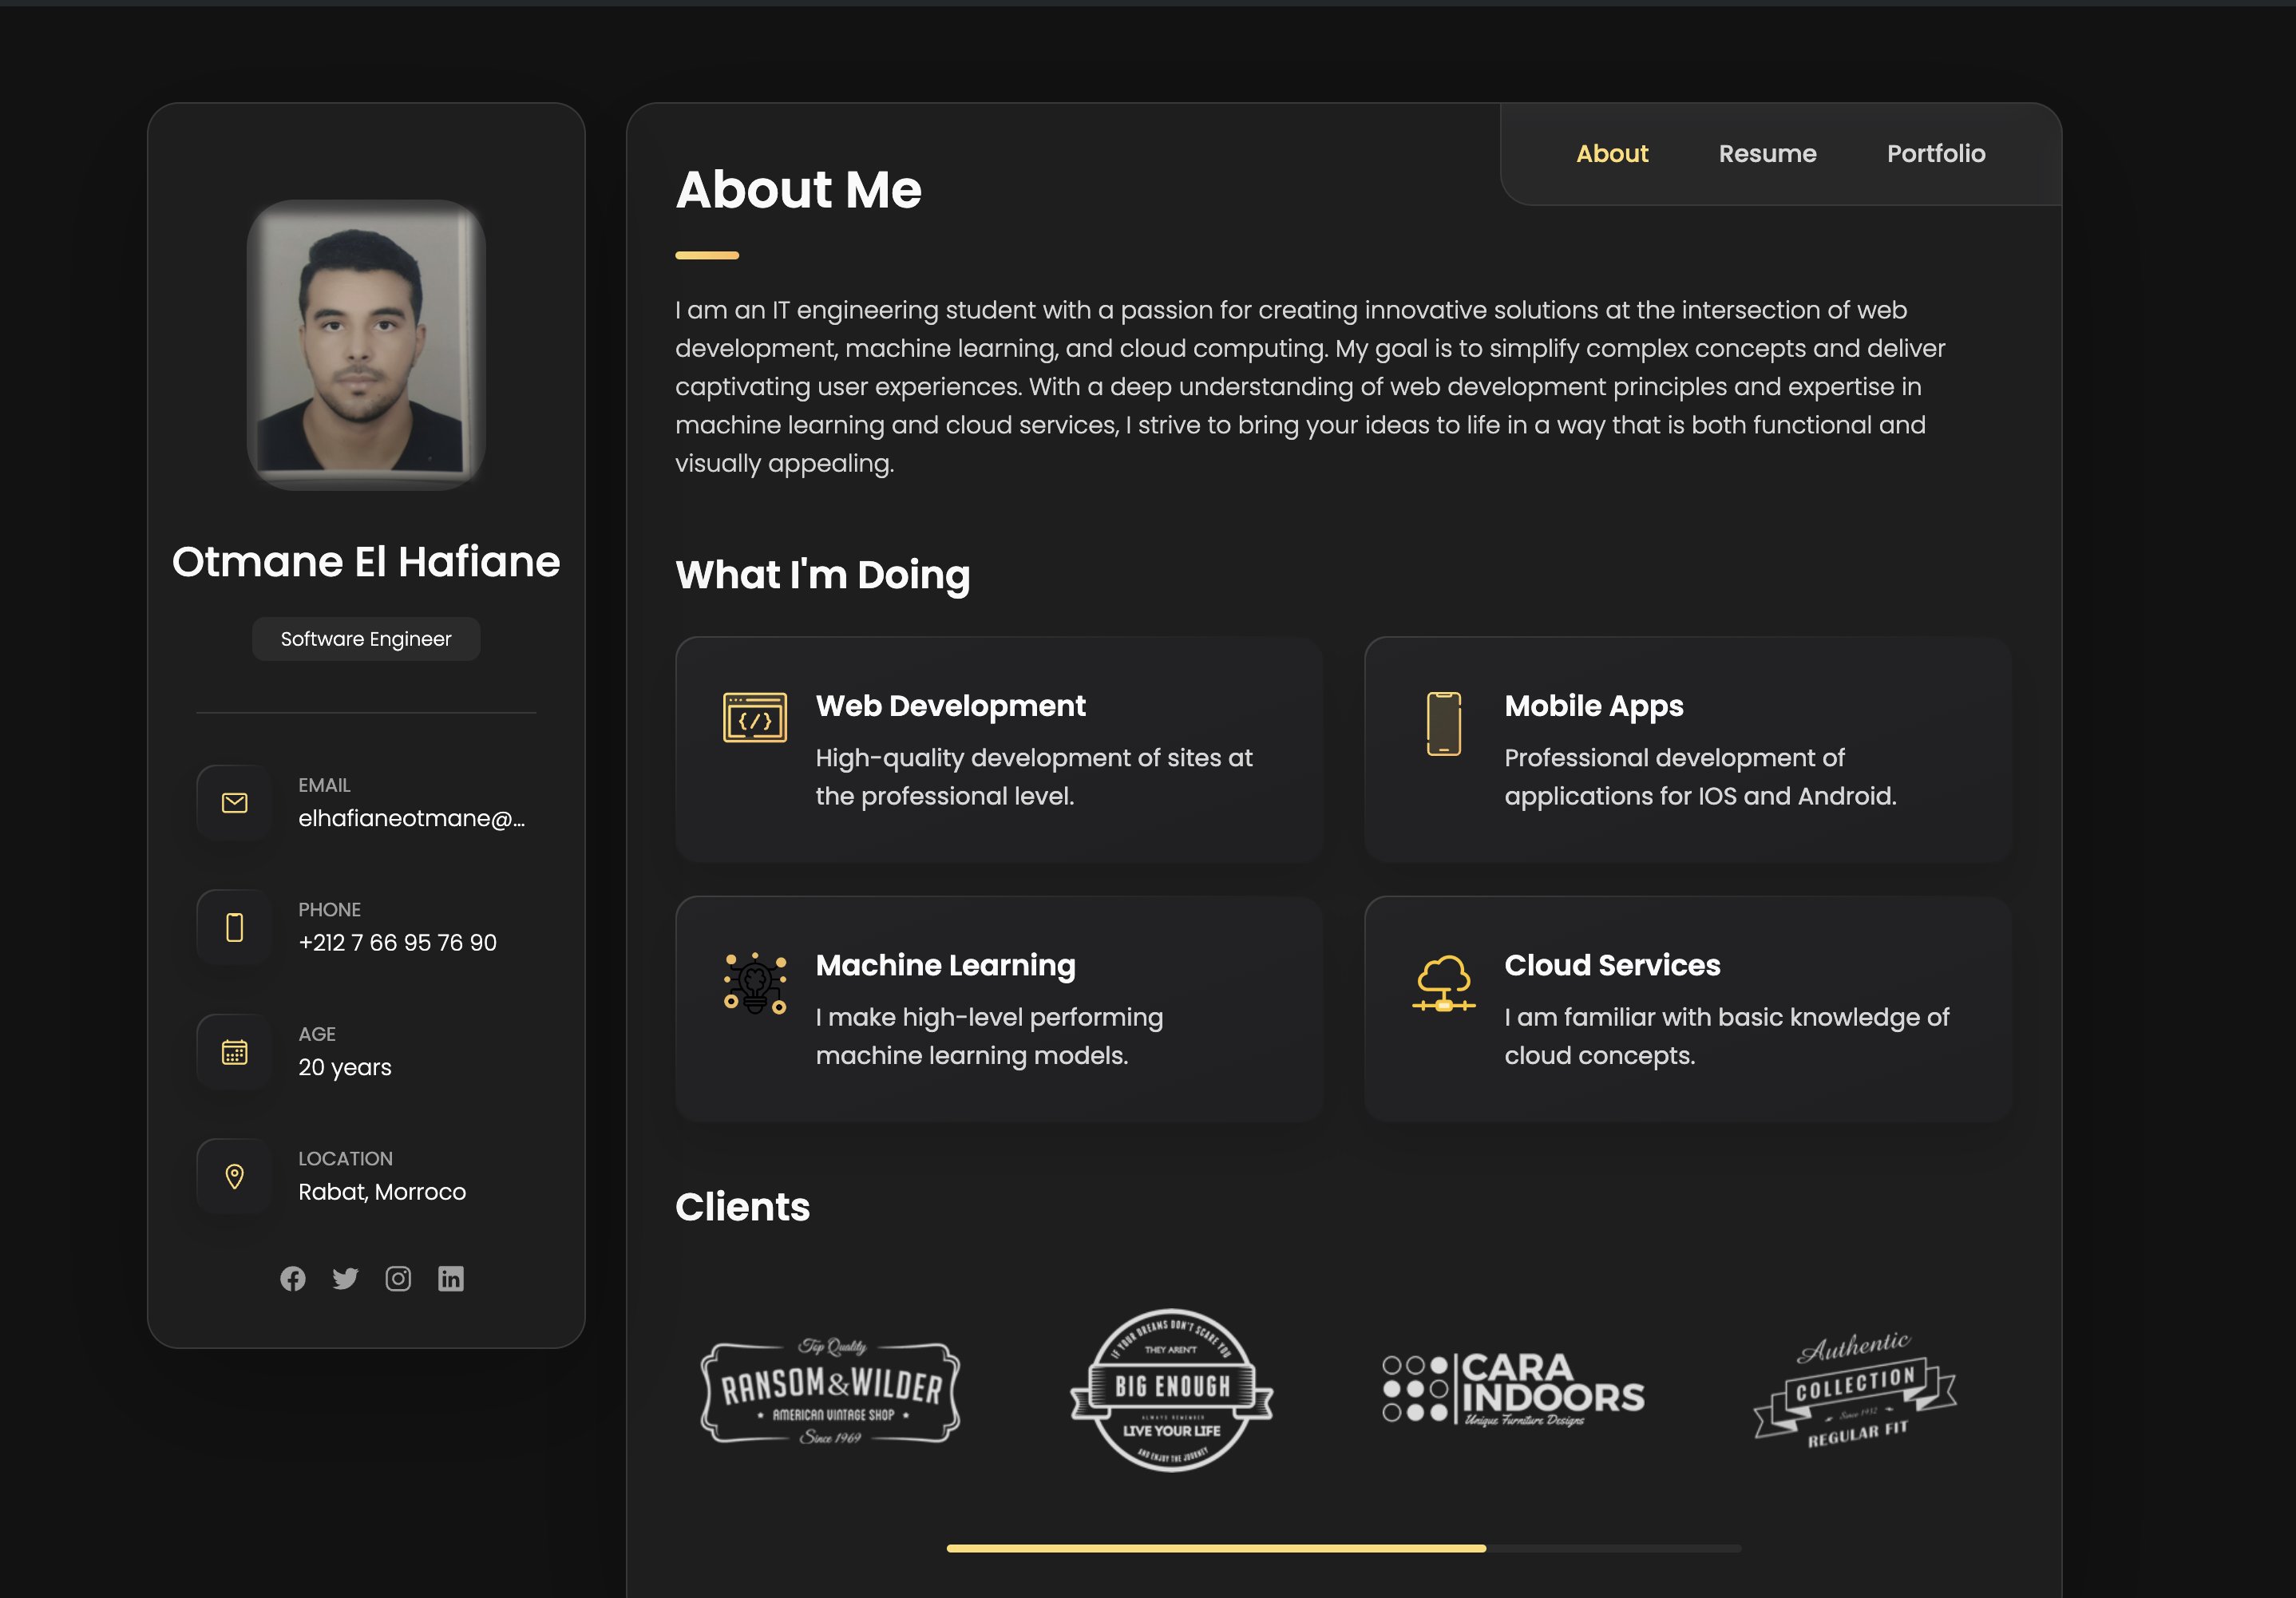 Otmane El Hafiane
Software Engineer
EMAIL
elhafianeotmane@...
PHONE
+212 7 66 95 76 90
AGE
20 years
LOCATION
Rabat, Morroco
About
Resume
Portfolio
About Me
I am an IT engineering student with a passion for creating innovative solutions at the intersection of web
development, machine learning, and cloud computing. My goal is to simplify complex concepts and deliver
captivating user experiences. With a deep understanding of web development principles and expertise in
machine learning and cloud services, I strive to bring your ideas to life in a way that is both functional and
visually appealing.
What I'm Doing
Web Development
High-quality development of sites at
the professional level.
Mobile Apps
Professional development of
applications for IOS and Android.
Machine Learning
I make high-level performing
machine learning models.
Cloud Services
I am familiar with basic knowledge of
cloud concepts.
Clients
Top Quality
RANSOM & WILDER
AMERICAN VINTAGE SHOP
Since 1969
IF YOUR DREAMS DON'T SCARE YOU
THEY AREN'T
BIG ENOUGH
ALWAYS REMEMBER
LIVE YOUR LIFE
AND ENJOY THE JOURNEY
CARA
INDOORS
Unique Furniture Designs
Authentic
COLLECTION
Since 1932
REGULAR FIT